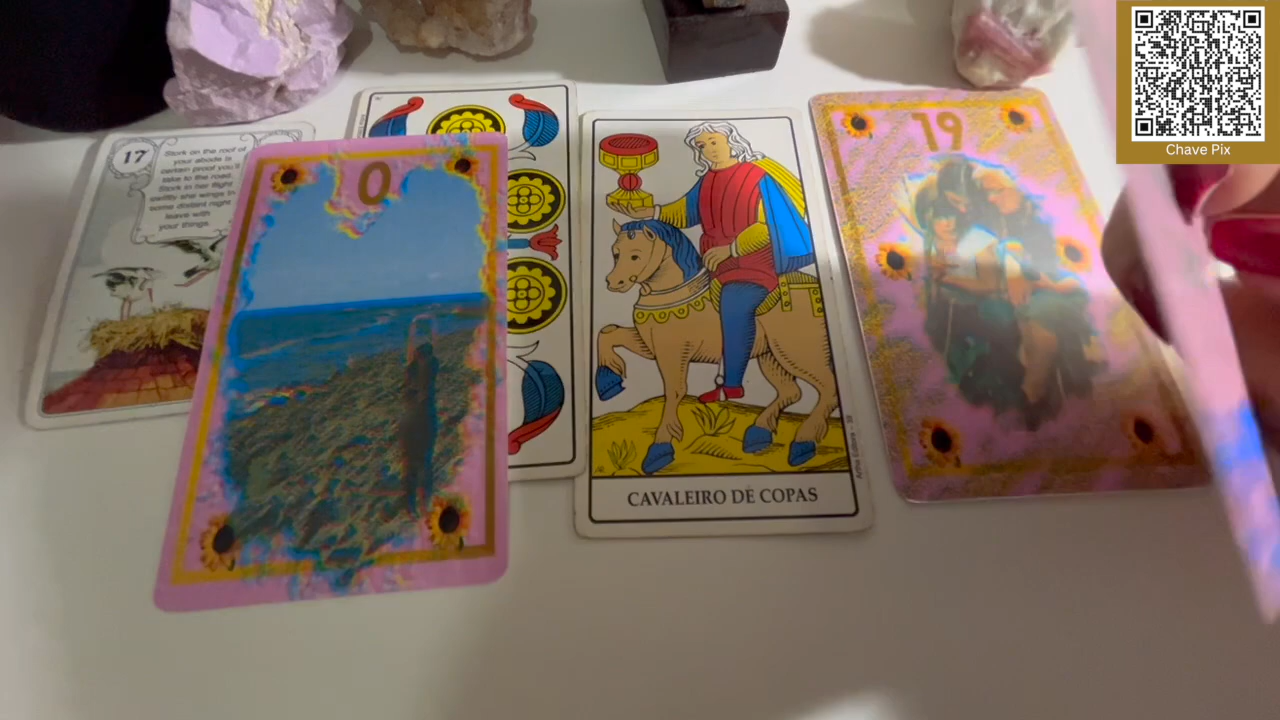 17
Stork on the roof of
your abode is
certain proof you'll
take to the road.
Stork in her flight
swiftly she wings to
some distant night
leave with
your things.
0
CAVALEIRO DE COPAS
19
Chave Pix